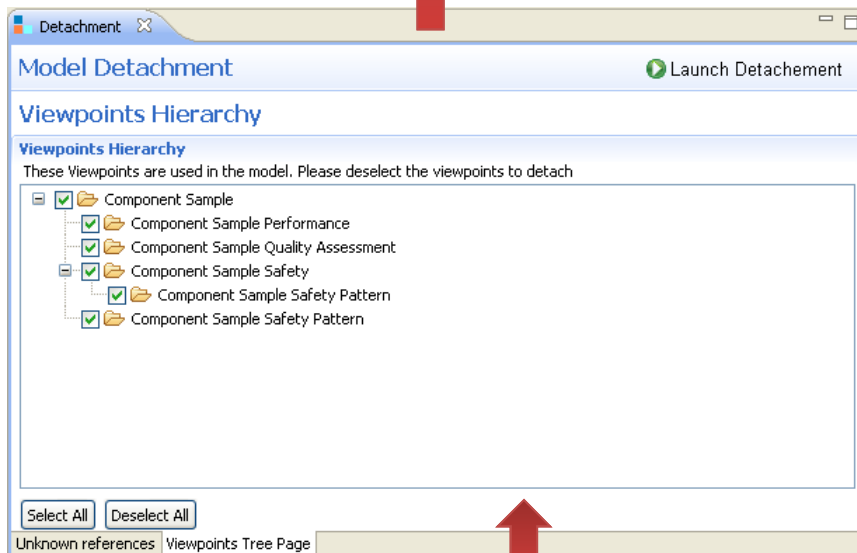 Detachment
Model Detachment
Launch Detachement
Viewpoints Hierarchy
Viewpoints Hierarchy
These Viewpoints are used in the model. Please deselect the viewpoints to detach
Component Sample
Component Sample Performance
Component Sample Quality Assessment
Component Sample Safety
Component Sample Safety Pattern
Component Sample Safety Pattern
Select All Deselect All
Unknown references Viewpoints Tree Page